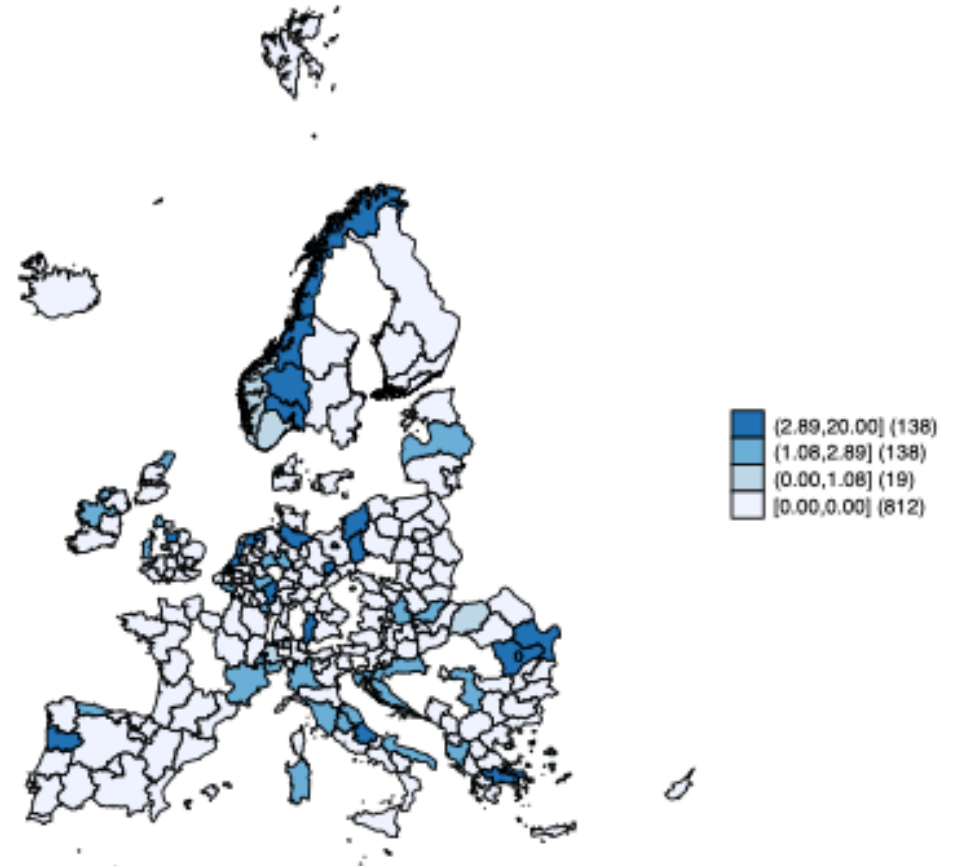 (2.89,20.00] (138)
(1.08,2.89] (138)
(0.00,1.08] (19)
[0.00,0.00] (812)